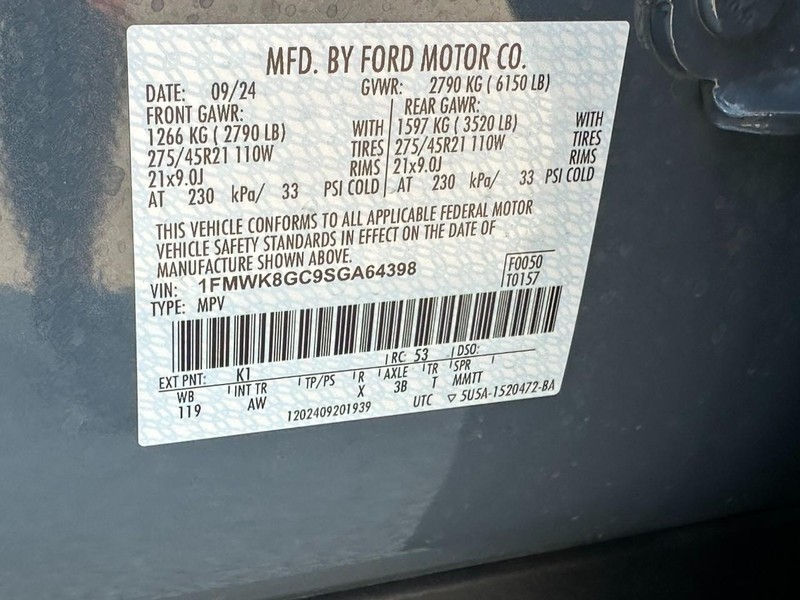 MFD. BY FORD MOTOR CO.
DATE: 09/24 GVWR: 2790 KG ( 6150 LB)
FRONT GAWR: REAR GAWR:
1266 KG ( 2790 LB) WITH 1597 KG ( 3520 LB) WITH
275/45R21 110W TIRES 275/45R21 110W TIRES
21x9.0J RIMS 21x9.0J RIMS
AT 230 kPa/ 33 PSI COLD AT 230 kPa/ 33 PSI COLD
THIS VEHICLE CONFORMS TO ALL APPLICABLE FEDERAL MOTOR
VEHICLE SAFETY STANDARDS IN EFFECT ON THE DATE OF
MANUFACTURE SHOWN ABOVE.
VIN: 1FMWK8GC9SGA64398 F0050
TYPE: MPV T0157
EXT PNT: K1 RC: 53 DSO:
WB INT TR TP/PS R AXLE TR SPR
119 AW X 3B T MMTT
1202409201939 UTC ▽ 5U5A-1520472-BA